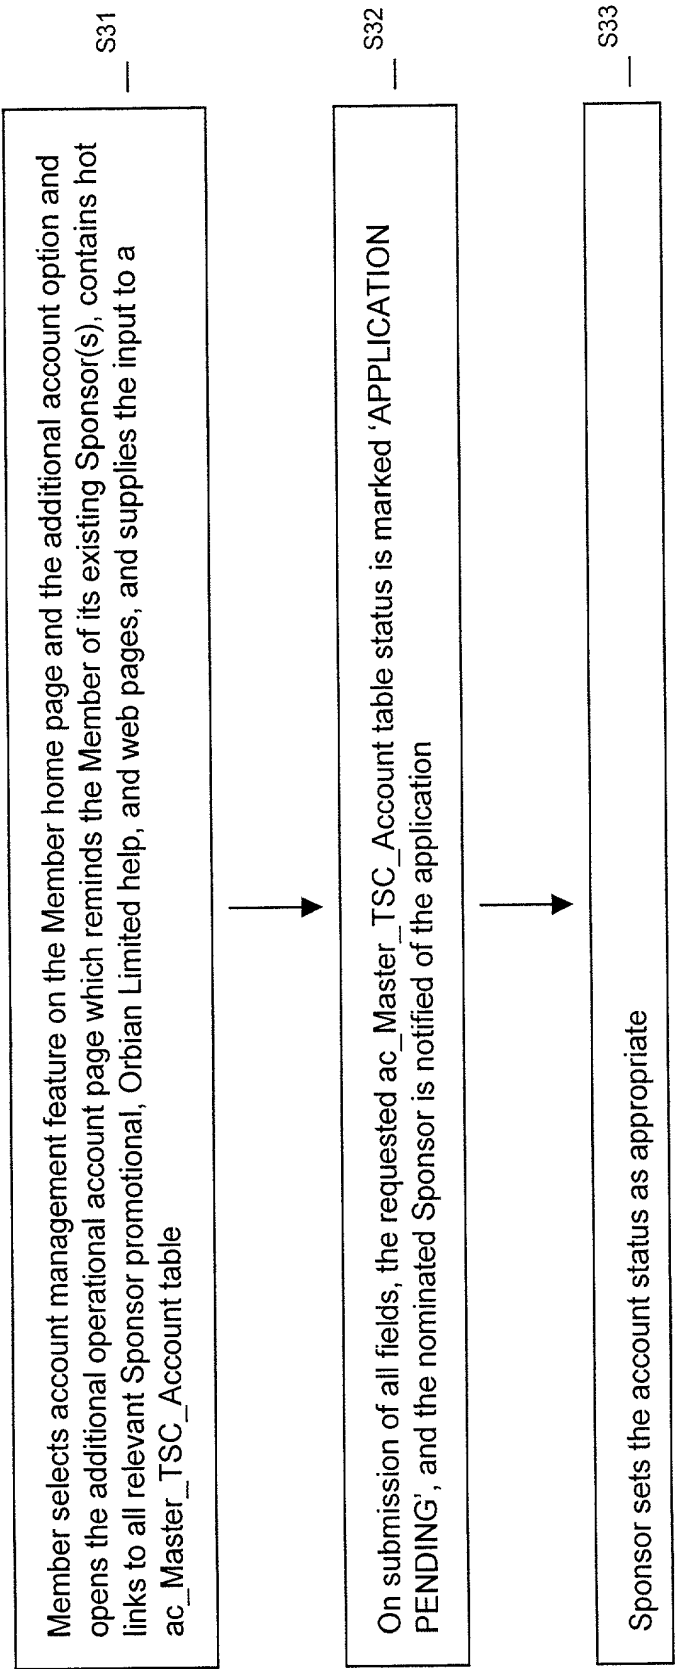 Member selects account management feature on the Member home page and the additional account option and
opens the additional operational account page which reminds the Member of its existing Sponsor(s), contains hot
links to all relevant Sponsor promotional, Orbian Limited help, and web pages, and supplies the input to a
ac_Master_TSC_Account table
S31
On submission of all fields, the requested ac_Master_TSC_Account table status is marked ‘APPLICATION
PENDING’, and the nominated Sponsor is notified of the application
S32
Sponsor sets the account status as appropriate
S33